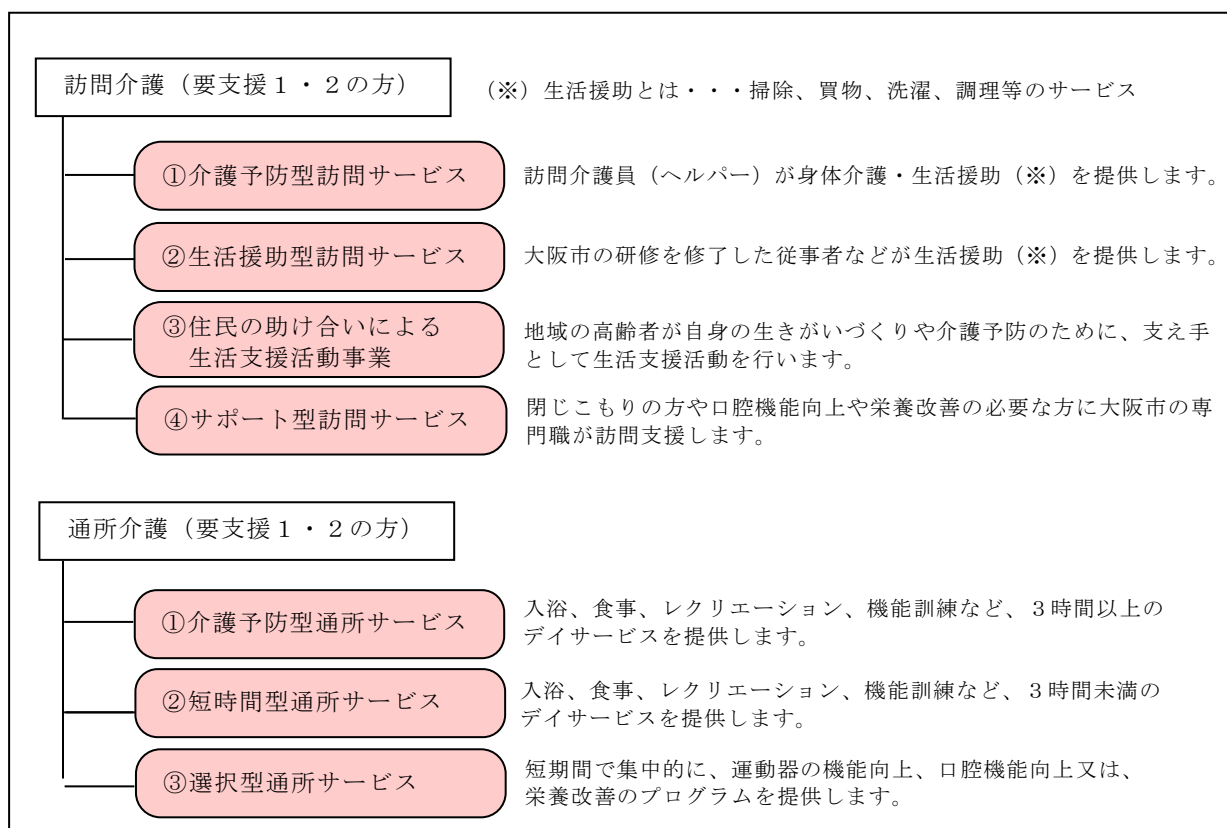 訪問介護（要支援１・２の方）
（※）生活援助とは・・・掃除、買物、洗濯、調理等のサービス
①介護予防型訪問サービス
訪問介護員（ヘルパー）が身体介護・生活援助（※）を提供します。
②生活援助型訪問サービス
大阪市の研修を修了した従事者などが生活援助（※）を提供します。
③住民の助け合いによる
生活支援活動事業
地域の高齢者が自身の生きがいづくりや介護予防のために、支え手
として生活支援活動を行います。
④サポート型訪問サービス
閉じこもりの方や口腔機能向上や栄養改善の必要な方に大阪市の専
門職が訪問支援します。
通所介護（要支援１・２の方）
①介護予防型通所サービス
入浴、食事、レクリエーション、機能訓練など、３時間以上の
デイサービスを提供します。
②短時間型通所サービス
入浴、食事、レクリエーション、機能訓練など、３時間未満の
デイサービスを提供します。
③選択型通所サービス
短期間で集中的に、運動器の機能向上、口腔機能向上又は、
栄養改善のプログラムを提供します。